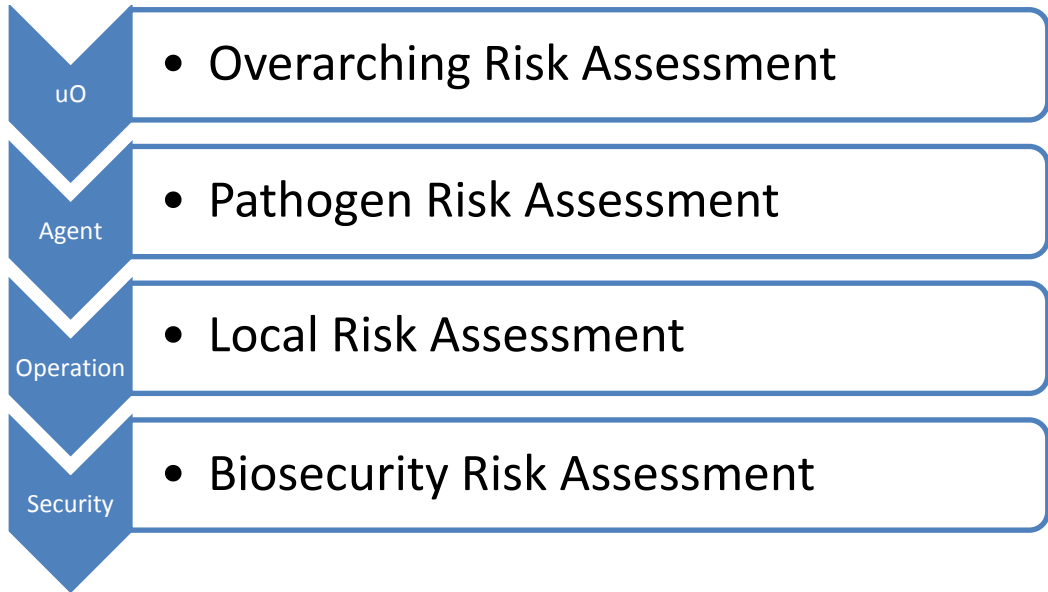 uO
• Overarching Risk Assessment
Agent
• Pathogen Risk Assessment
Operation
• Local Risk Assessment
Security
• Biosecurity Risk Assessment